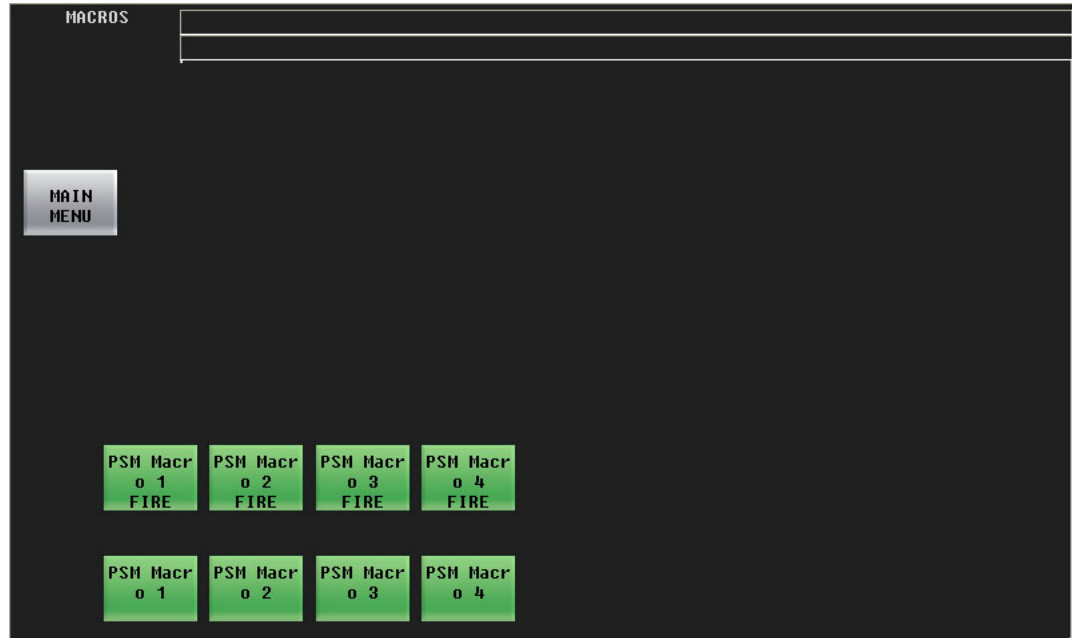 MACROS
MAIN
MENU
PSM Macr
o 1
FIRE
PSM Macr
o 2
FIRE
PSM Macr
o 3
FIRE
PSM Macr
o 4
FIRE
PSM Macr
o 1
PSM Macr
o 2
PSM Macr
o 3
PSM Macr
o 4